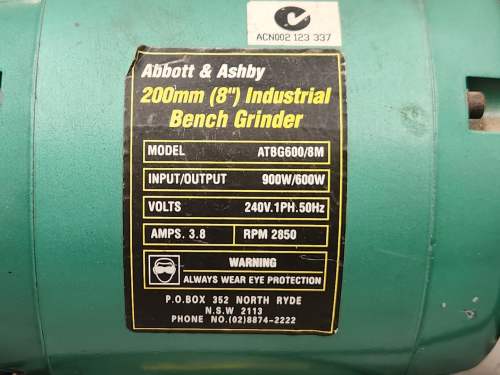 ACN002 123 337
Abbott & Ashby
200mm (8") Industrial
Bench Grinder
MODEL ATBG600/8M
INPUT/OUTPUT 900W/600W
VOLTS 240V.1PH.50Hz
AMPS. 3.8 RPM 2850
WARNING
ALWAYS WEAR EYE PROTECTION
P.O.BOX 352 NORTH RYDE
N.S.W 2113
PHONE NO.(02)8874-2222